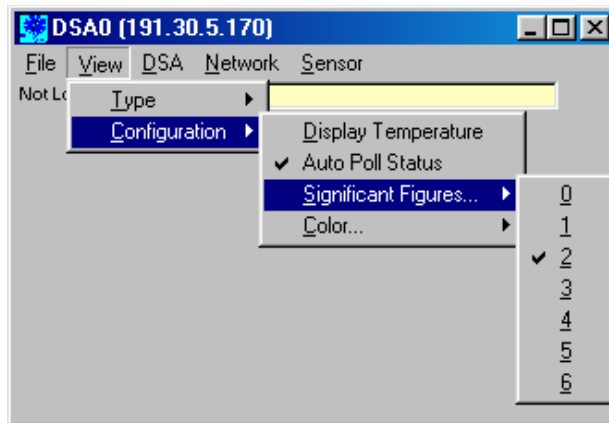 DSA0 (191.30.5.170)
File View DSA Network Sensor
Not Lo
Type
Configuration
Display Temperature
Auto Poll Status
Significant Figures...
Color...
0
1
2
3
4
5
6